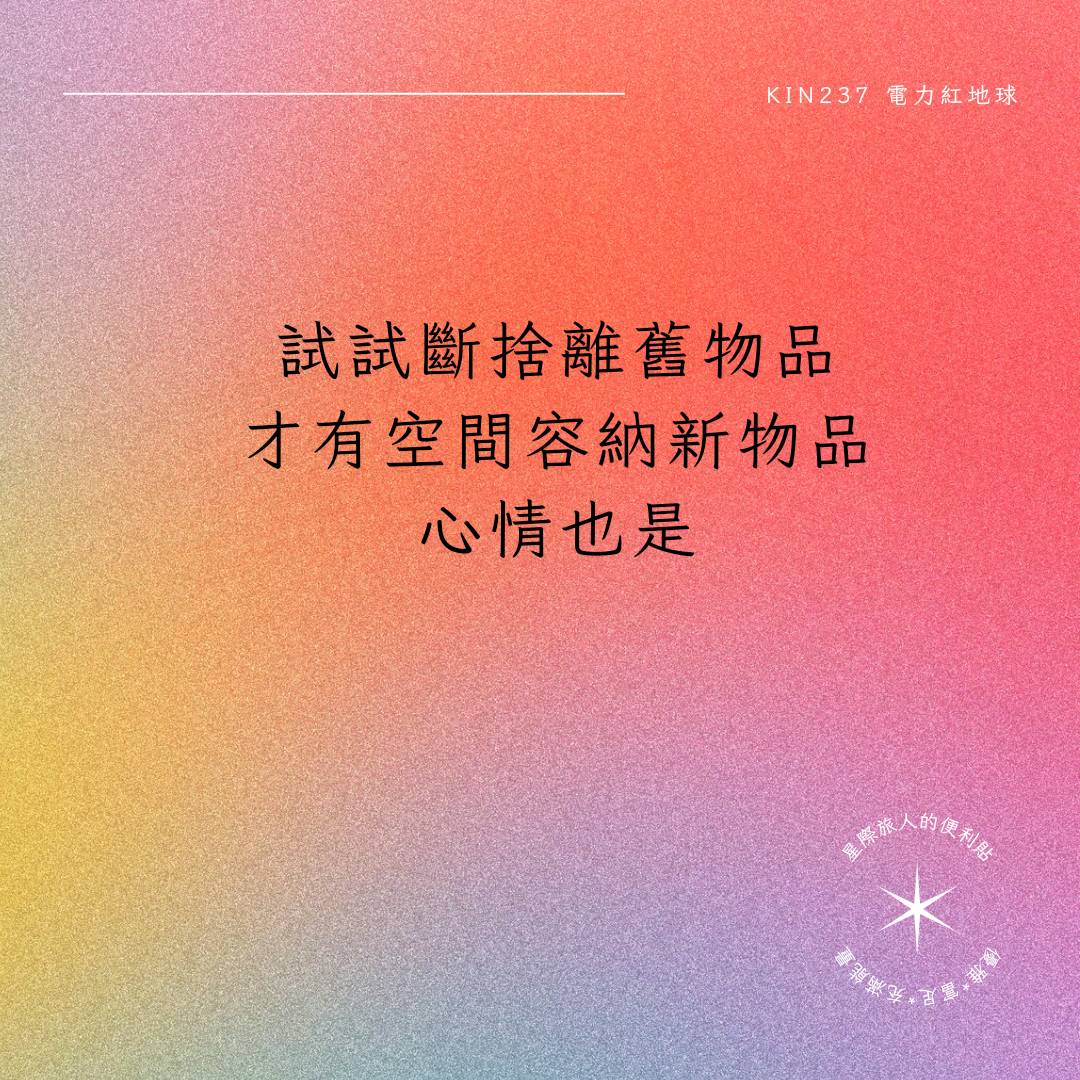 KIN237 電力紅地球
試試斷捨離舊物品
才有空間容納新物品
心情也是
星際旅人的便利貼
優雅*富足*充滿能量